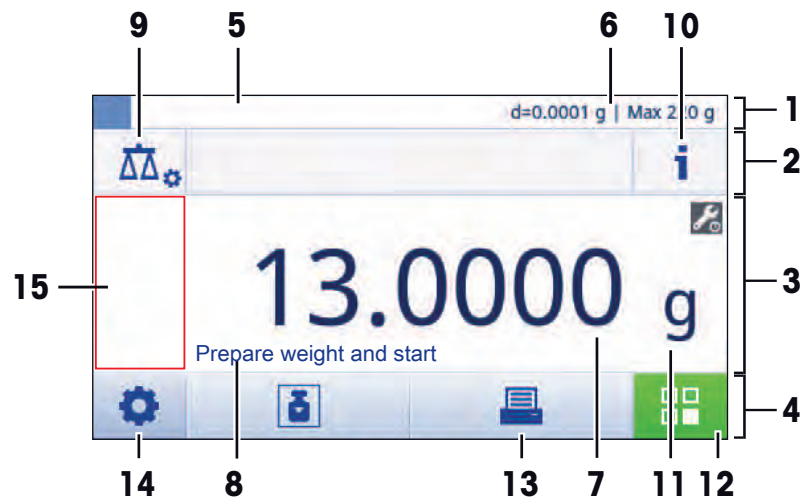 9 5 6 10
d=0.0001 g | Max 220 g 1
i 2
13.0000 g 3
15
Prepare weight and start
4
14 8 13 7 11 12